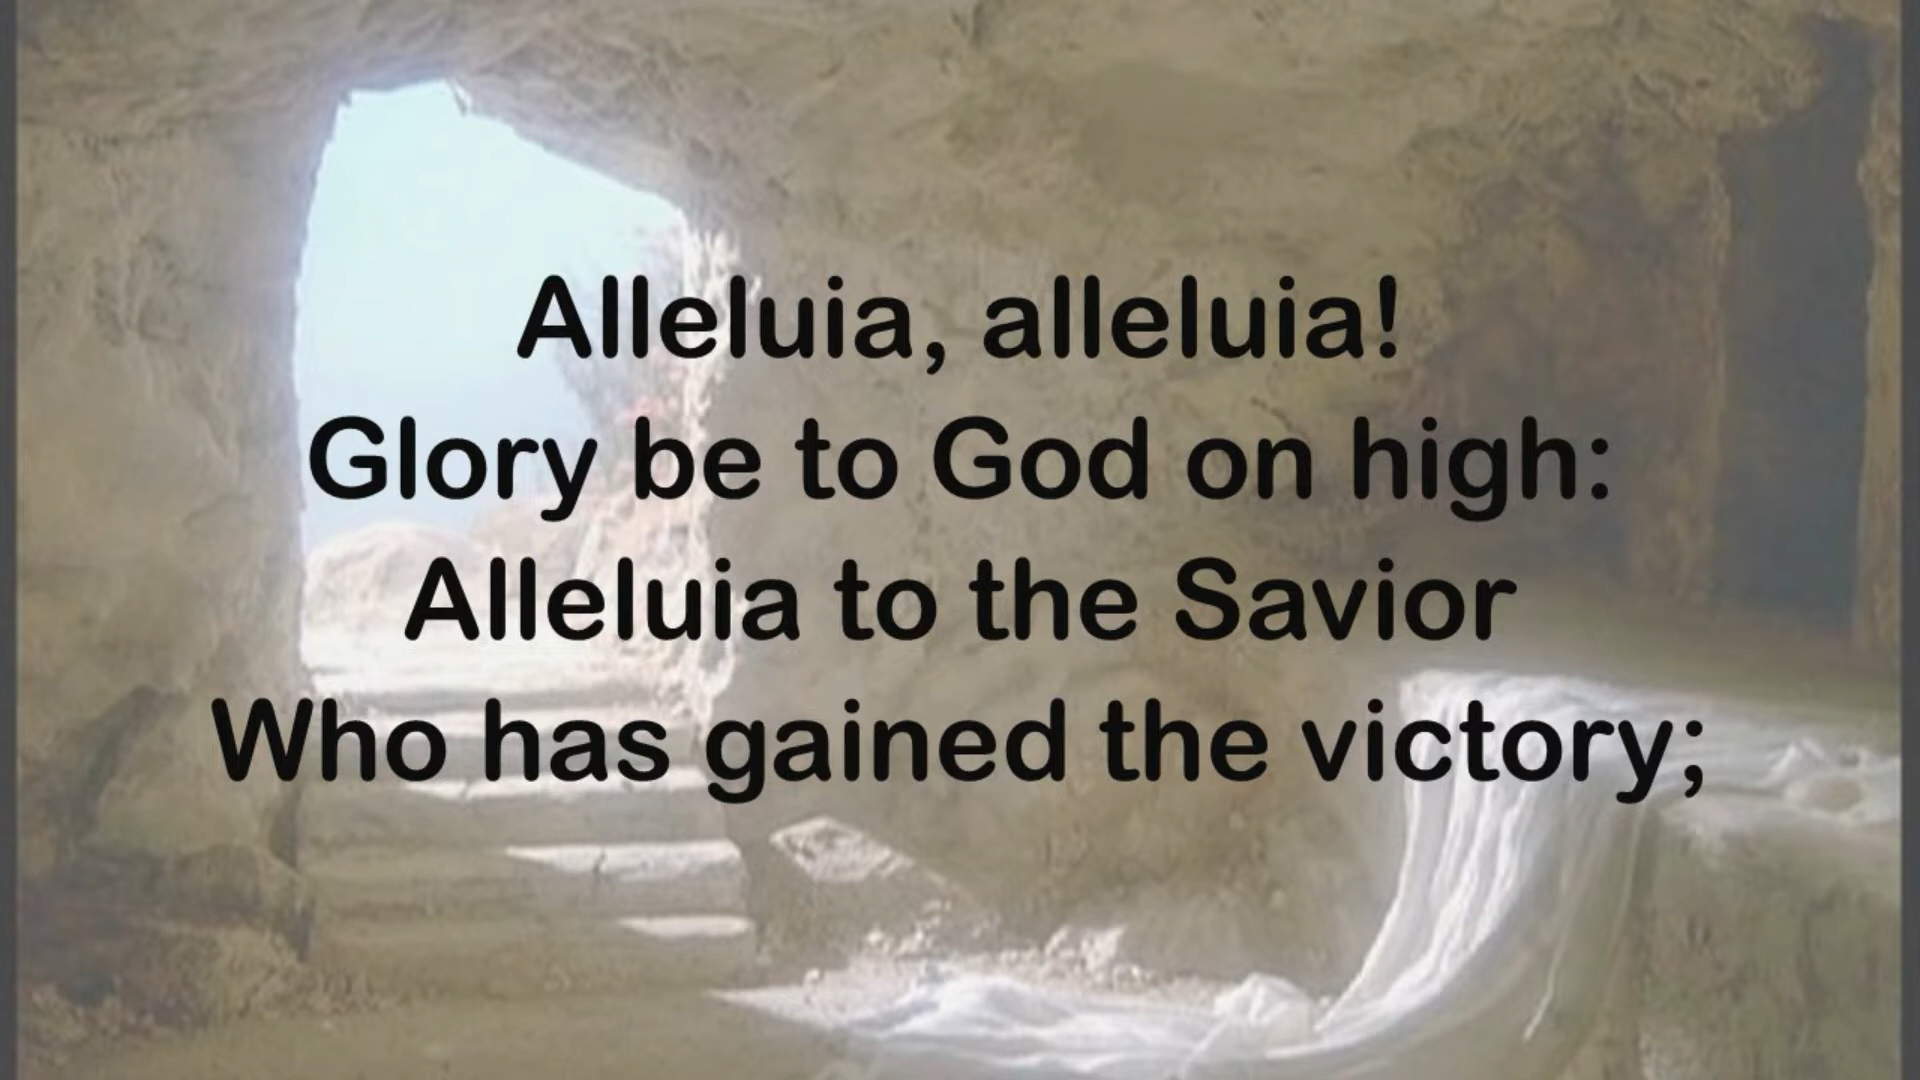 Alleluia, alleluia!
Glory be to God on high:
Alleluia to the Savior
Who has gained the victory;